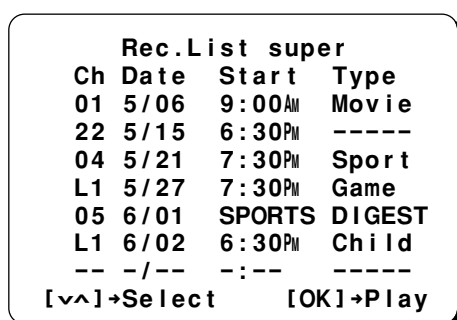 Rec.List super
Ch Date Start Type
01 5/06 9:00AM Movie
22 5/15 6:30PM -----
04 5/21 7:30PM Sport
L1 5/27 7:30PM Game
05 6/01 SPORTS DIGEST
L1 6/02 6:30PM Child
-- -/-- -:-- -----
[∨∧]→Select [OK]→Play